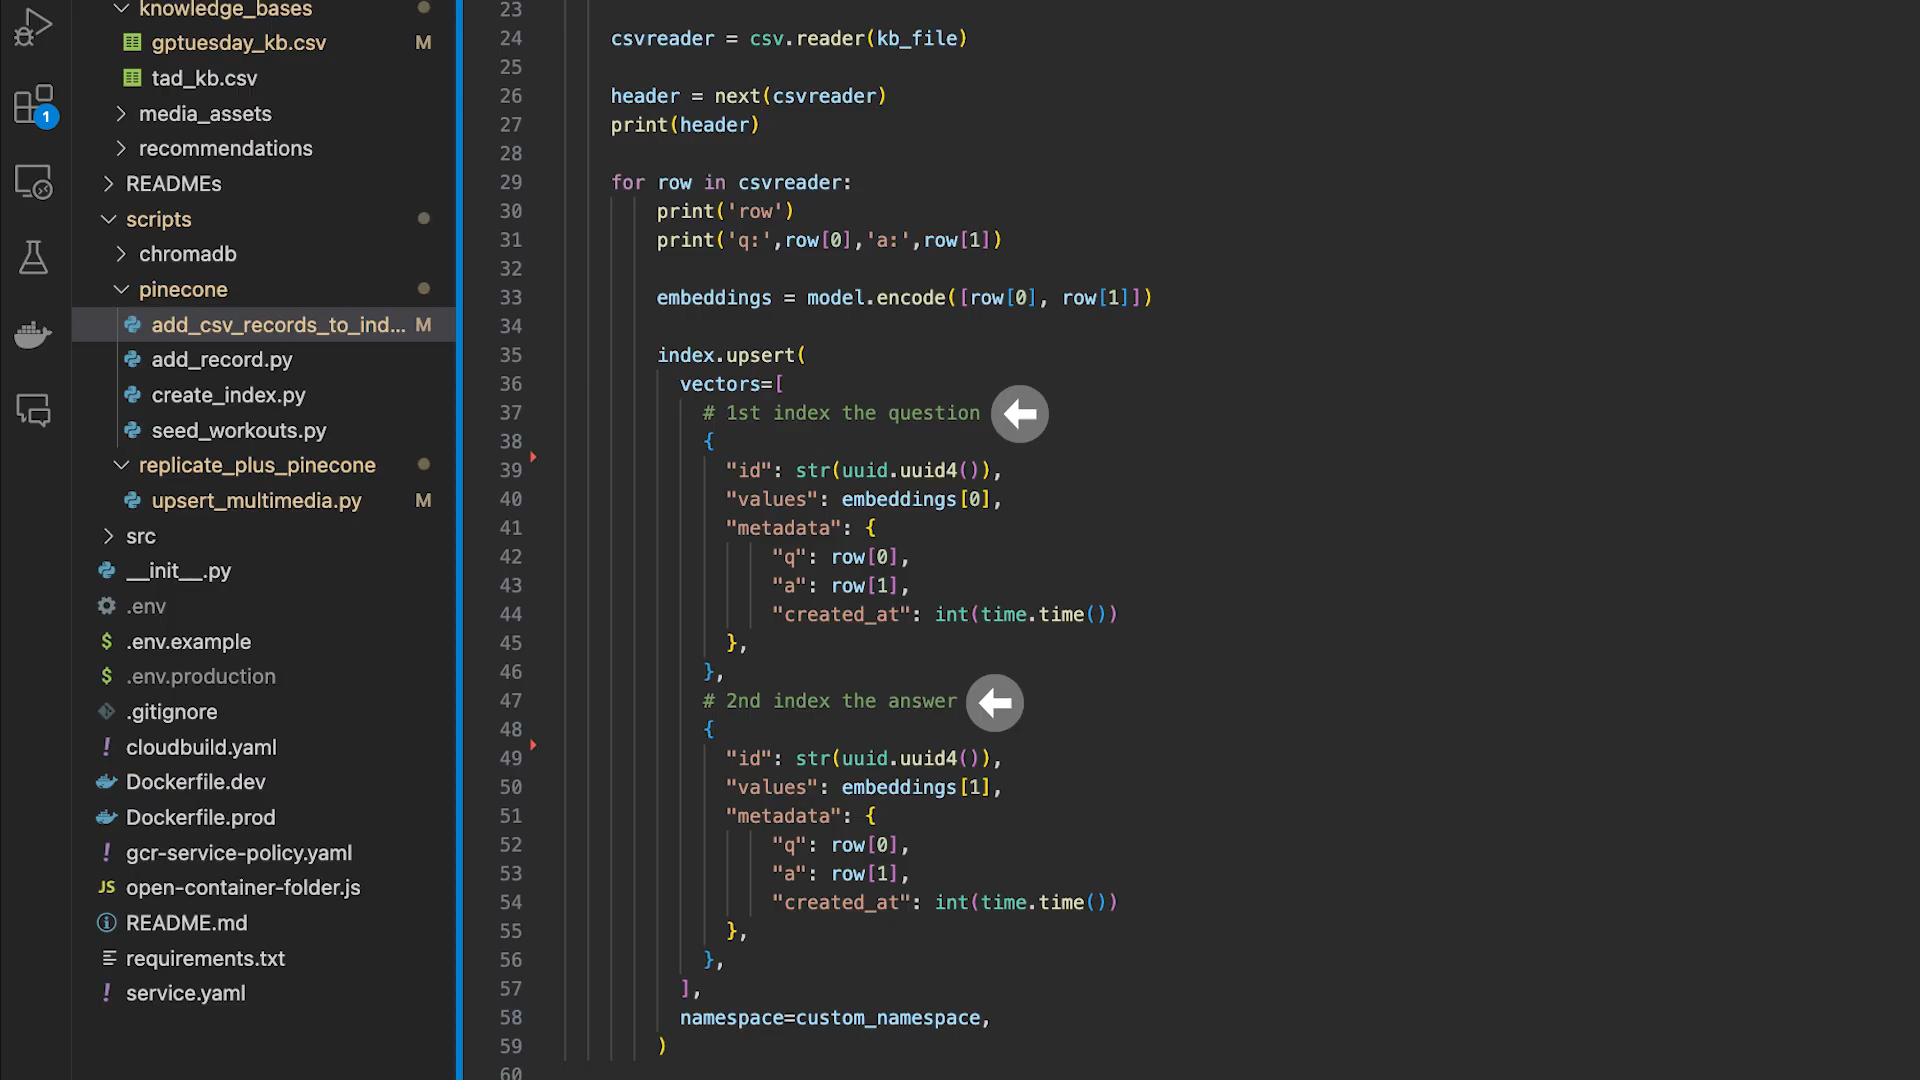 knowledge_bases
gptuesday_kb.csv M
tad_kb.csv
media_assets
recommendations
READMEs
scripts
chromadb
pinecone
add_csv_records_to_ind... M
add_record.py
create_index.py
seed_workouts.py
replicate_plus_pinecone
upsert_multimedia.py M
src
__init__.py
.env
$ .env.example
$ .env.production
.gitignore
! cloudbuild.yaml
Dockerfile.dev
Dockerfile.prod
! gcr-service-policy.yaml
JS open-container-folder.js
README.md
requirements.txt
! service.yaml
1
23
24 csvreader = csv.reader(kb_file)
25
26 header = next(csvreader)
27 print(header)
28
29 for row in csvreader:
30 print('row')
31 print('q:',row[0],'a:',row[1])
32
33 embeddings = model.encode([row[0], row[1]])
34
35 index.upsert(
36 vectors=[
37 # 1st index the question
38 {
39 "id": str(uuid.uuid4()),
40 "values": embeddings[0],
41 "metadata": {
42 "q": row[0],
43 "a": row[1],
44 "created_at": int(time.time())
45 },
46 },
47 # 2nd index the answer
48 {
49 "id": str(uuid.uuid4()),
50 "values": embeddings[1],
51 "metadata": {
52 "q": row[0],
53 "a": row[1],
54 "created_at": int(time.time())
55 },
56 },
57 ],
58 namespace=custom_namespace,
59 )
60